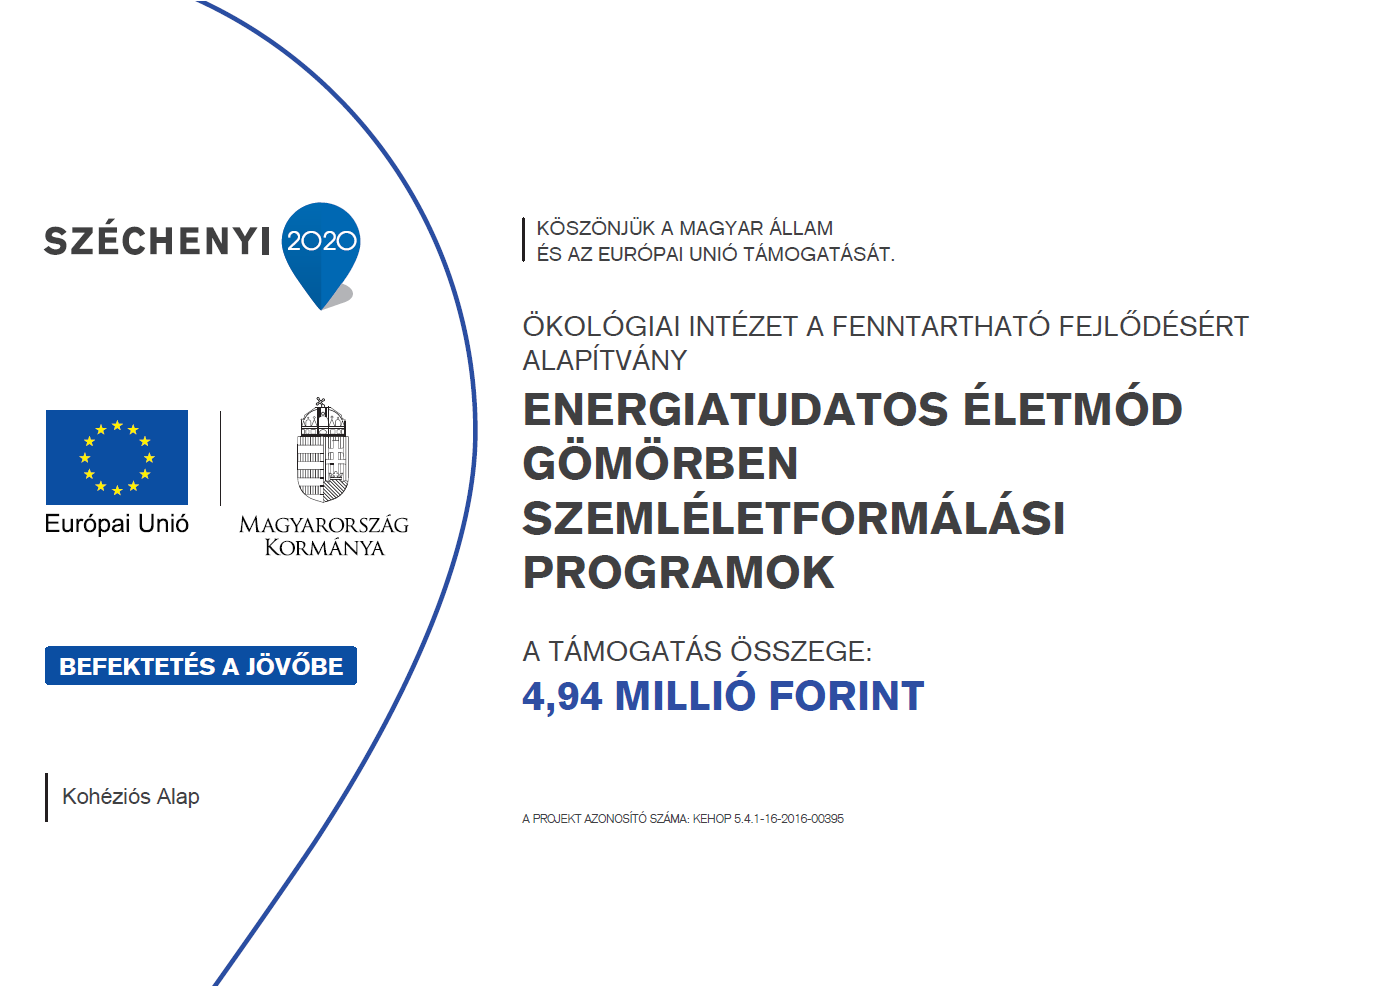 SZÉCHENYI 2020
Európai Unió
MAGYARORSZÁG
KORMÁNYA
BEFEKTETÉS A JÖVŐBE
Kohéziós Alap
KÖSZÖNJÜK A MAGYAR ÁLLAM
ÉS AZ EURÓPAI UNIÓ TÁMOGATÁSÁT.
ÖKOLÓGIAI INTÉZET A FENNTARTHATÓ FEJLŐDÉSÉRT
ALAPÍTVÁNY
ENERGIATUDATOS ÉLETMÓD
GÖMÖRBEN
SZEMLÉLETFORMÁLÁSI
PROGRAMOK
A TÁMOGATÁS ÖSSZEGE:
4,94 MILLIÓ FORINT
A PROJEKT AZONOSÍTÓ SZÁMA: KEHOP 5.4.1-16-2016-00395